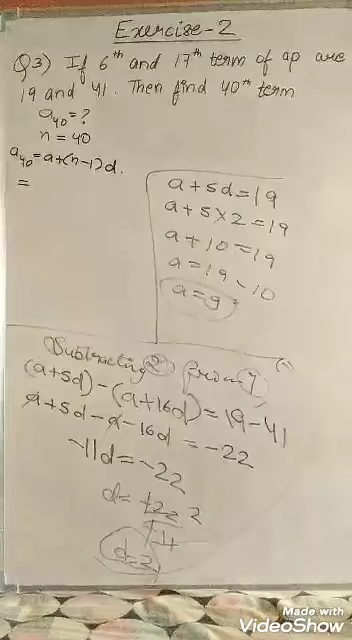 Exercise-2
Q3) If 6th and 17th term of ap are
19 and 41. Then find 40th term
a40=?
n=40
a40=a+(n-1)d.
=
a+5d=19
a+5×2=19
a+10=19
a=19-10
a=9
Subtracting 2 from 1
(a+5d)-(a+16d)=19-41
a+5d-a-16d=-22
-11d=-22
d=
d=2
Made with
VideoShow